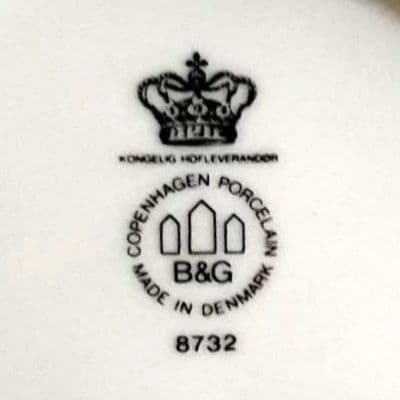 KONGELIG HOFLEVERANDØR
COPENHAGEN PORCELAIN
B&G
MADE IN DENMARK
8732